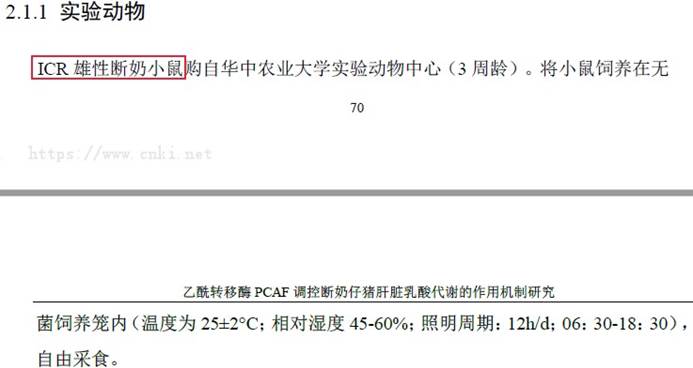 2.1.1 实验动物
ICR 雄性断奶小鼠购自华中农业大学实验动物中心（3 周龄）。将小鼠饲养在无
70
https://www.cnki.net
乙酰转移酶 PCAF 调控断奶仔猪肝脏乳酸代谢的作用机制研究
菌饲养笼内（温度为 25±2°C；相对湿度 45-60%；照明周期：12h/d；06：30-18：30），
自由采食。